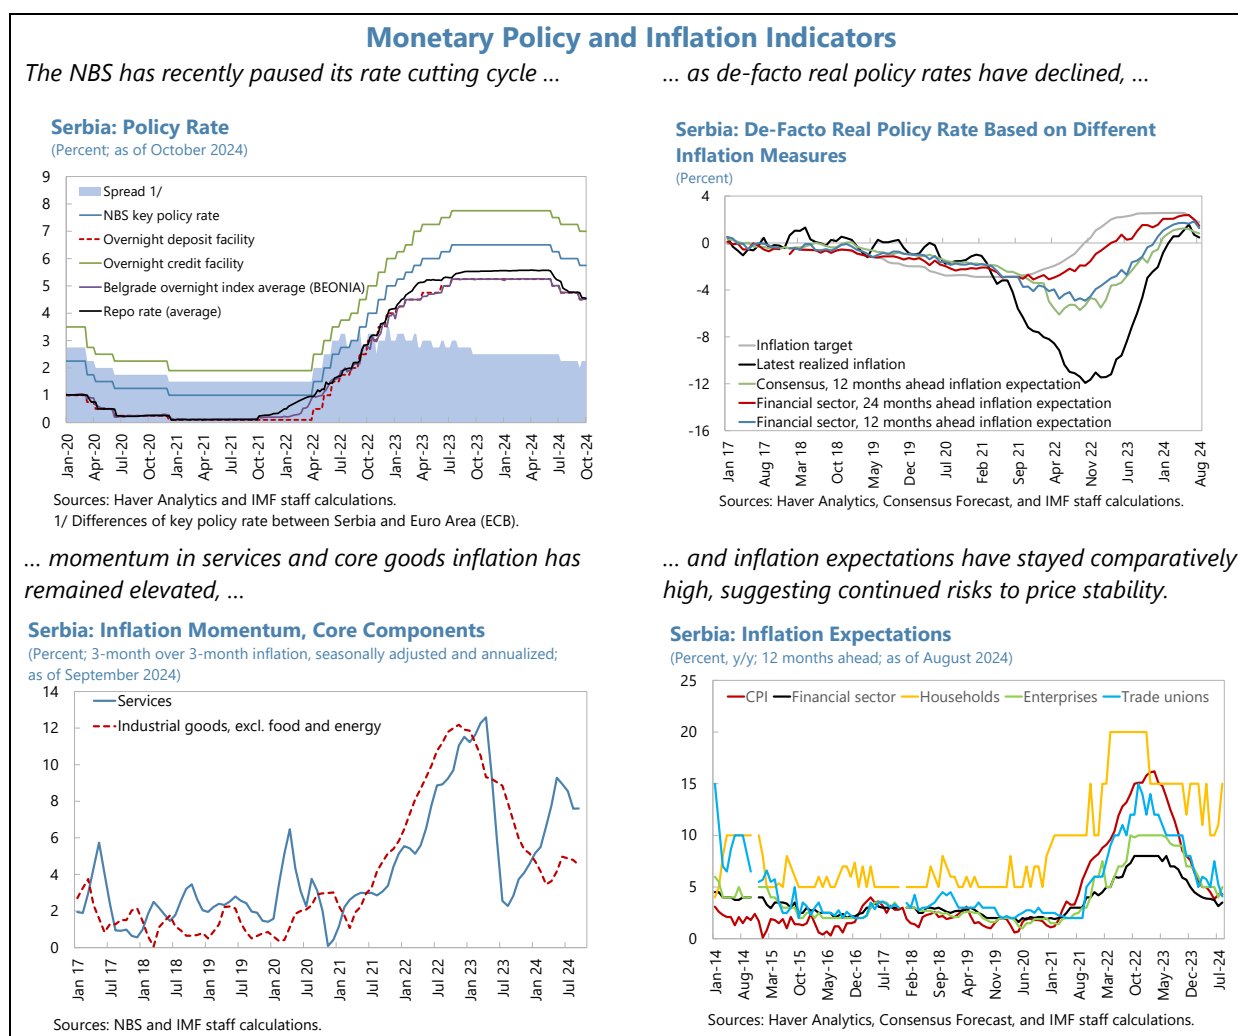 Monetary Policy and Inflation Indicators
The NBS has recently paused its rate cutting cycle ...
... as de-facto real policy rates have declined, ...
Serbia: Policy Rate
(Percent; as of October 2024)
9
8
7
6
5
4
3
2
1
0
Spread 1/
NBS key policy rate
Overnight deposit facility
Overnight credit facility
Belgrade overnight index average (BEONIA)
Repo rate (average)
Jan-20
Apr-20
Jul-20
Oct-20
Jan-21
Apr-21
Jul-21
Oct-21
Jan-22
Apr-22
Jul-22
Oct-22
Jan-23
Apr-23
Jul-23
Oct-23
Jan-24
Apr-24
Jul-24
Oct-24
Sources: Haver Analytics and IMF staff calculations.
1/ Differences of key policy rate between Serbia and Euro Area (ECB).
Serbia: De-Facto Real Policy Rate Based on Different
Inflation Measures
(Percent)
4
0
-4
-8
-12
-16
Inflation target
Latest realized inflation
Consensus, 12 months ahead inflation expectation
Financial sector, 24 months ahead inflation expectation
Financial sector, 12 months ahead inflation expectation
Jan 17
Aug 17
Mar 18
Oct 18
May 19
Dec 19
Jul 20
Feb 21
Sep 21
Apr 22
Nov 22
Jun 23
Jan 24
Aug 24
Sources: Haver Analytics, Consensus Forecast, and IMF staff calculations.
... momentum in services and core goods inflation has
remained elevated, ...
... and inflation expectations have stayed comparatively
high, suggesting continued risks to price stability.
Serbia: Inflation Momentum, Core Components
(Percent; 3-month over 3-month inflation, seasonally adjusted and annualized;
as of September 2024)
14
12
10
8
6
4
2
0
Services
Industrial goods, excl. food and energy
Jan 17
Jul 17
Jan 18
Jul 18
Jan 19
Jul 19
Jan 20
Jul 20
Jan 21
Jul 21
Jan 22
Jul 22
Jan 23
Jul 23
Jan 24
Jul 24
Sources: NBS and IMF staff calculations.
Serbia: Inflation Expectations
(Percent, y/y; 12 months ahead; as of August 2024)
25
20
15
10
5
0
CPI
Financial sector
Households
Enterprises
Trade unions
Jan-14
Aug-14
Mar-15
Oct-15
May-16
Dec-16
Jul-17
Feb-18
Sep-18
Apr-19
Nov-19
Jun-20
Jan-21
Aug-21
Mar-22
Oct-22
May-23
Dec-23
Jul-24
Sources: Haver Analytics, Consensus Forecast, and IMF staff calculations.